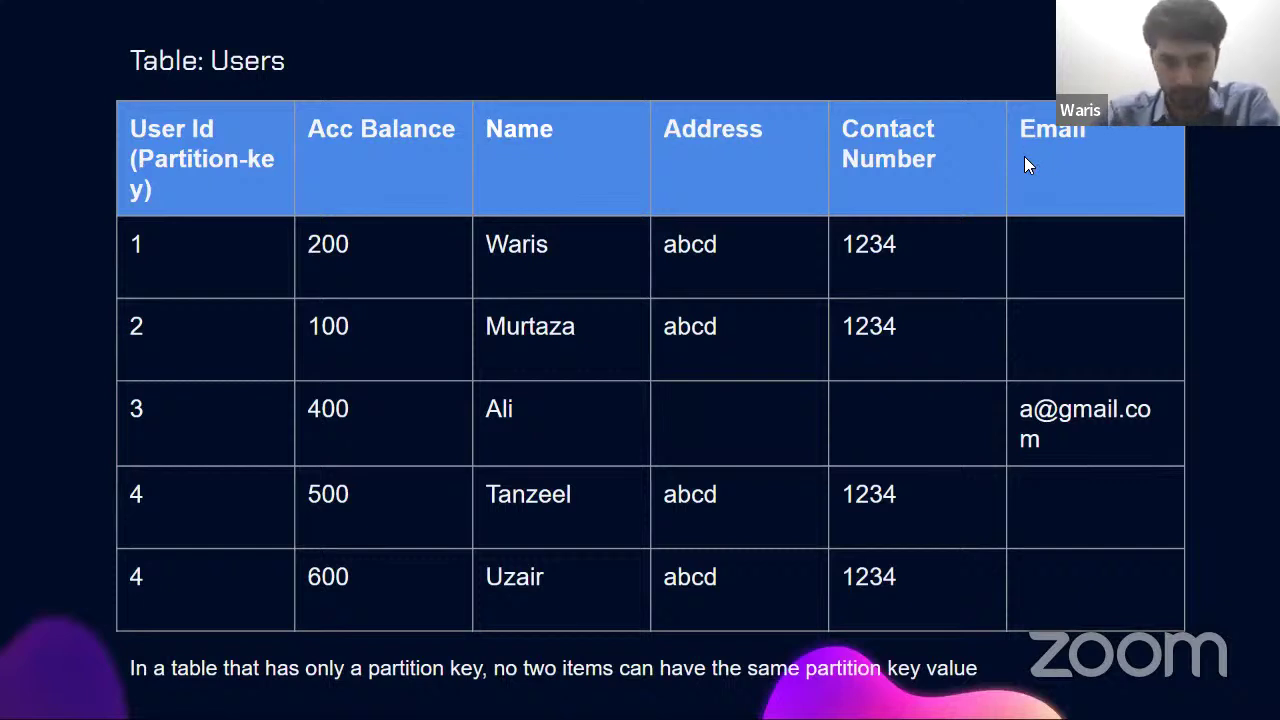 Table: Users
Waris
User Id Acc Balance Name Address Contact Email
(Partition-ke Number
y)
1 200 Waris abcd 1234
2 100 Murtaza abcd 1234
3 400 Ali a@gmail.co
m
4 500 Tanzeel abcd 1234
4 600 Uzair abcd 1234
In a table that has only a partition key, no two items can have the same partition key value
zoom